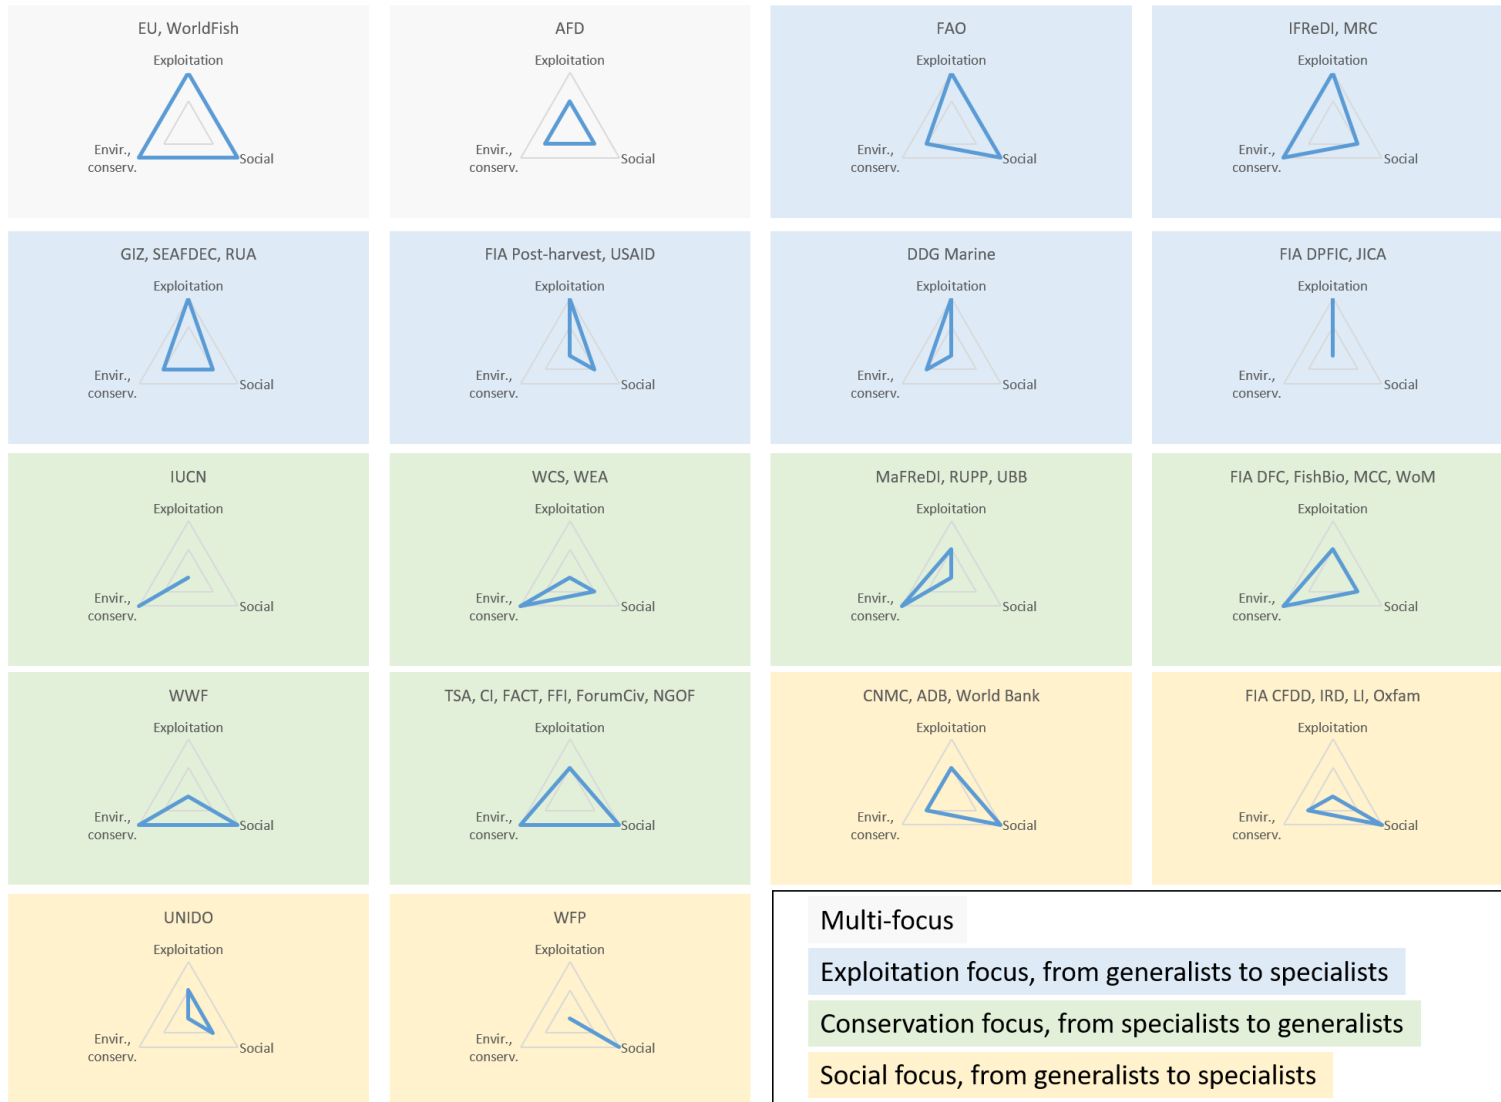 EU, WorldFish
Exploitation
Envir.,
conserv.
Social
AFD
Exploitation
Envir.,
conserv.
Social
FAO
Exploitation
Envir.,
conserv.
Social
IFReDI, MRC
Exploitation
Envir.,
conserv.
Social
GIZ, SEAFDEC, RUA
Exploitation
Envir.,
conserv.
Social
FIA Post-harvest, USAID
Exploitation
Envir.,
conserv.
Social
DDG Marine
Exploitation
Envir.,
conserv.
Social
FIA DPFIC, JICA
Exploitation
Envir.,
conserv.
Social
IUCN
Exploitation
Envir.,
conserv.
Social
WCS, WEA
Exploitation
Envir.,
conserv.
Social
MaFReDI, RUPP, UBB
Exploitation
Envir.,
conserv.
Social
FIA DFC, FishBio, MCC, WoM
Exploitation
Envir.,
conserv.
Social
WWF
Exploitation
Envir.,
conserv.
Social
TSA, CI, FACT, FFI, ForumCiv, NGOF
Exploitation
Envir.,
conserv.
Social
CNMC, ADB, World Bank
Exploitation
Envir.,
conserv.
Social
FIA CFDD, IRD, LI, Oxfam
Exploitation
Envir.,
conserv.
Social
UNIDO
Exploitation
Envir.,
conserv.
Social
WFP
Exploitation
Envir.,
conserv.
Social
Multi-focus
Exploitation focus, from generalists to specialists
Conservation focus, from specialists to generalists
Social focus, from generalists to specialists